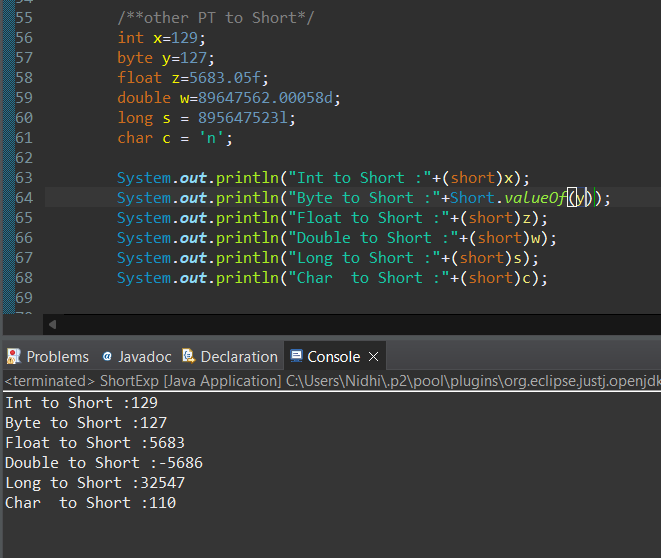 54
55 /**other PT to Short*/
56 int x=129;
57 byte y=127;
58 float z=5683.05f;
59 double w=89647562.00058d;
60 long s = 895647523l;
61 char c = 'n';
62
63 System.out.println("Int to Short :"+(short)x);
64 System.out.println("Byte to Short :"+Short.valueOf(y));
65 System.out.println("Float to Short :"+(short)z);
66 System.out.println("Double to Short :"+(short)w);
67 System.out.println("Long to Short :"+(short)s);
68 System.out.println("Char  to Short :"+(short)c);
69
Problems @ Javadoc Declaration Console
<terminated> ShortExp [Java Application] C:\Users\Nidhi\.p2\pool\plugins\org.eclipse.justj.openjdk
Int to Short :129
Byte to Short :127
Float to Short :5683
Double to Short :-5686
Long to Short :32547
Char  to Short :110